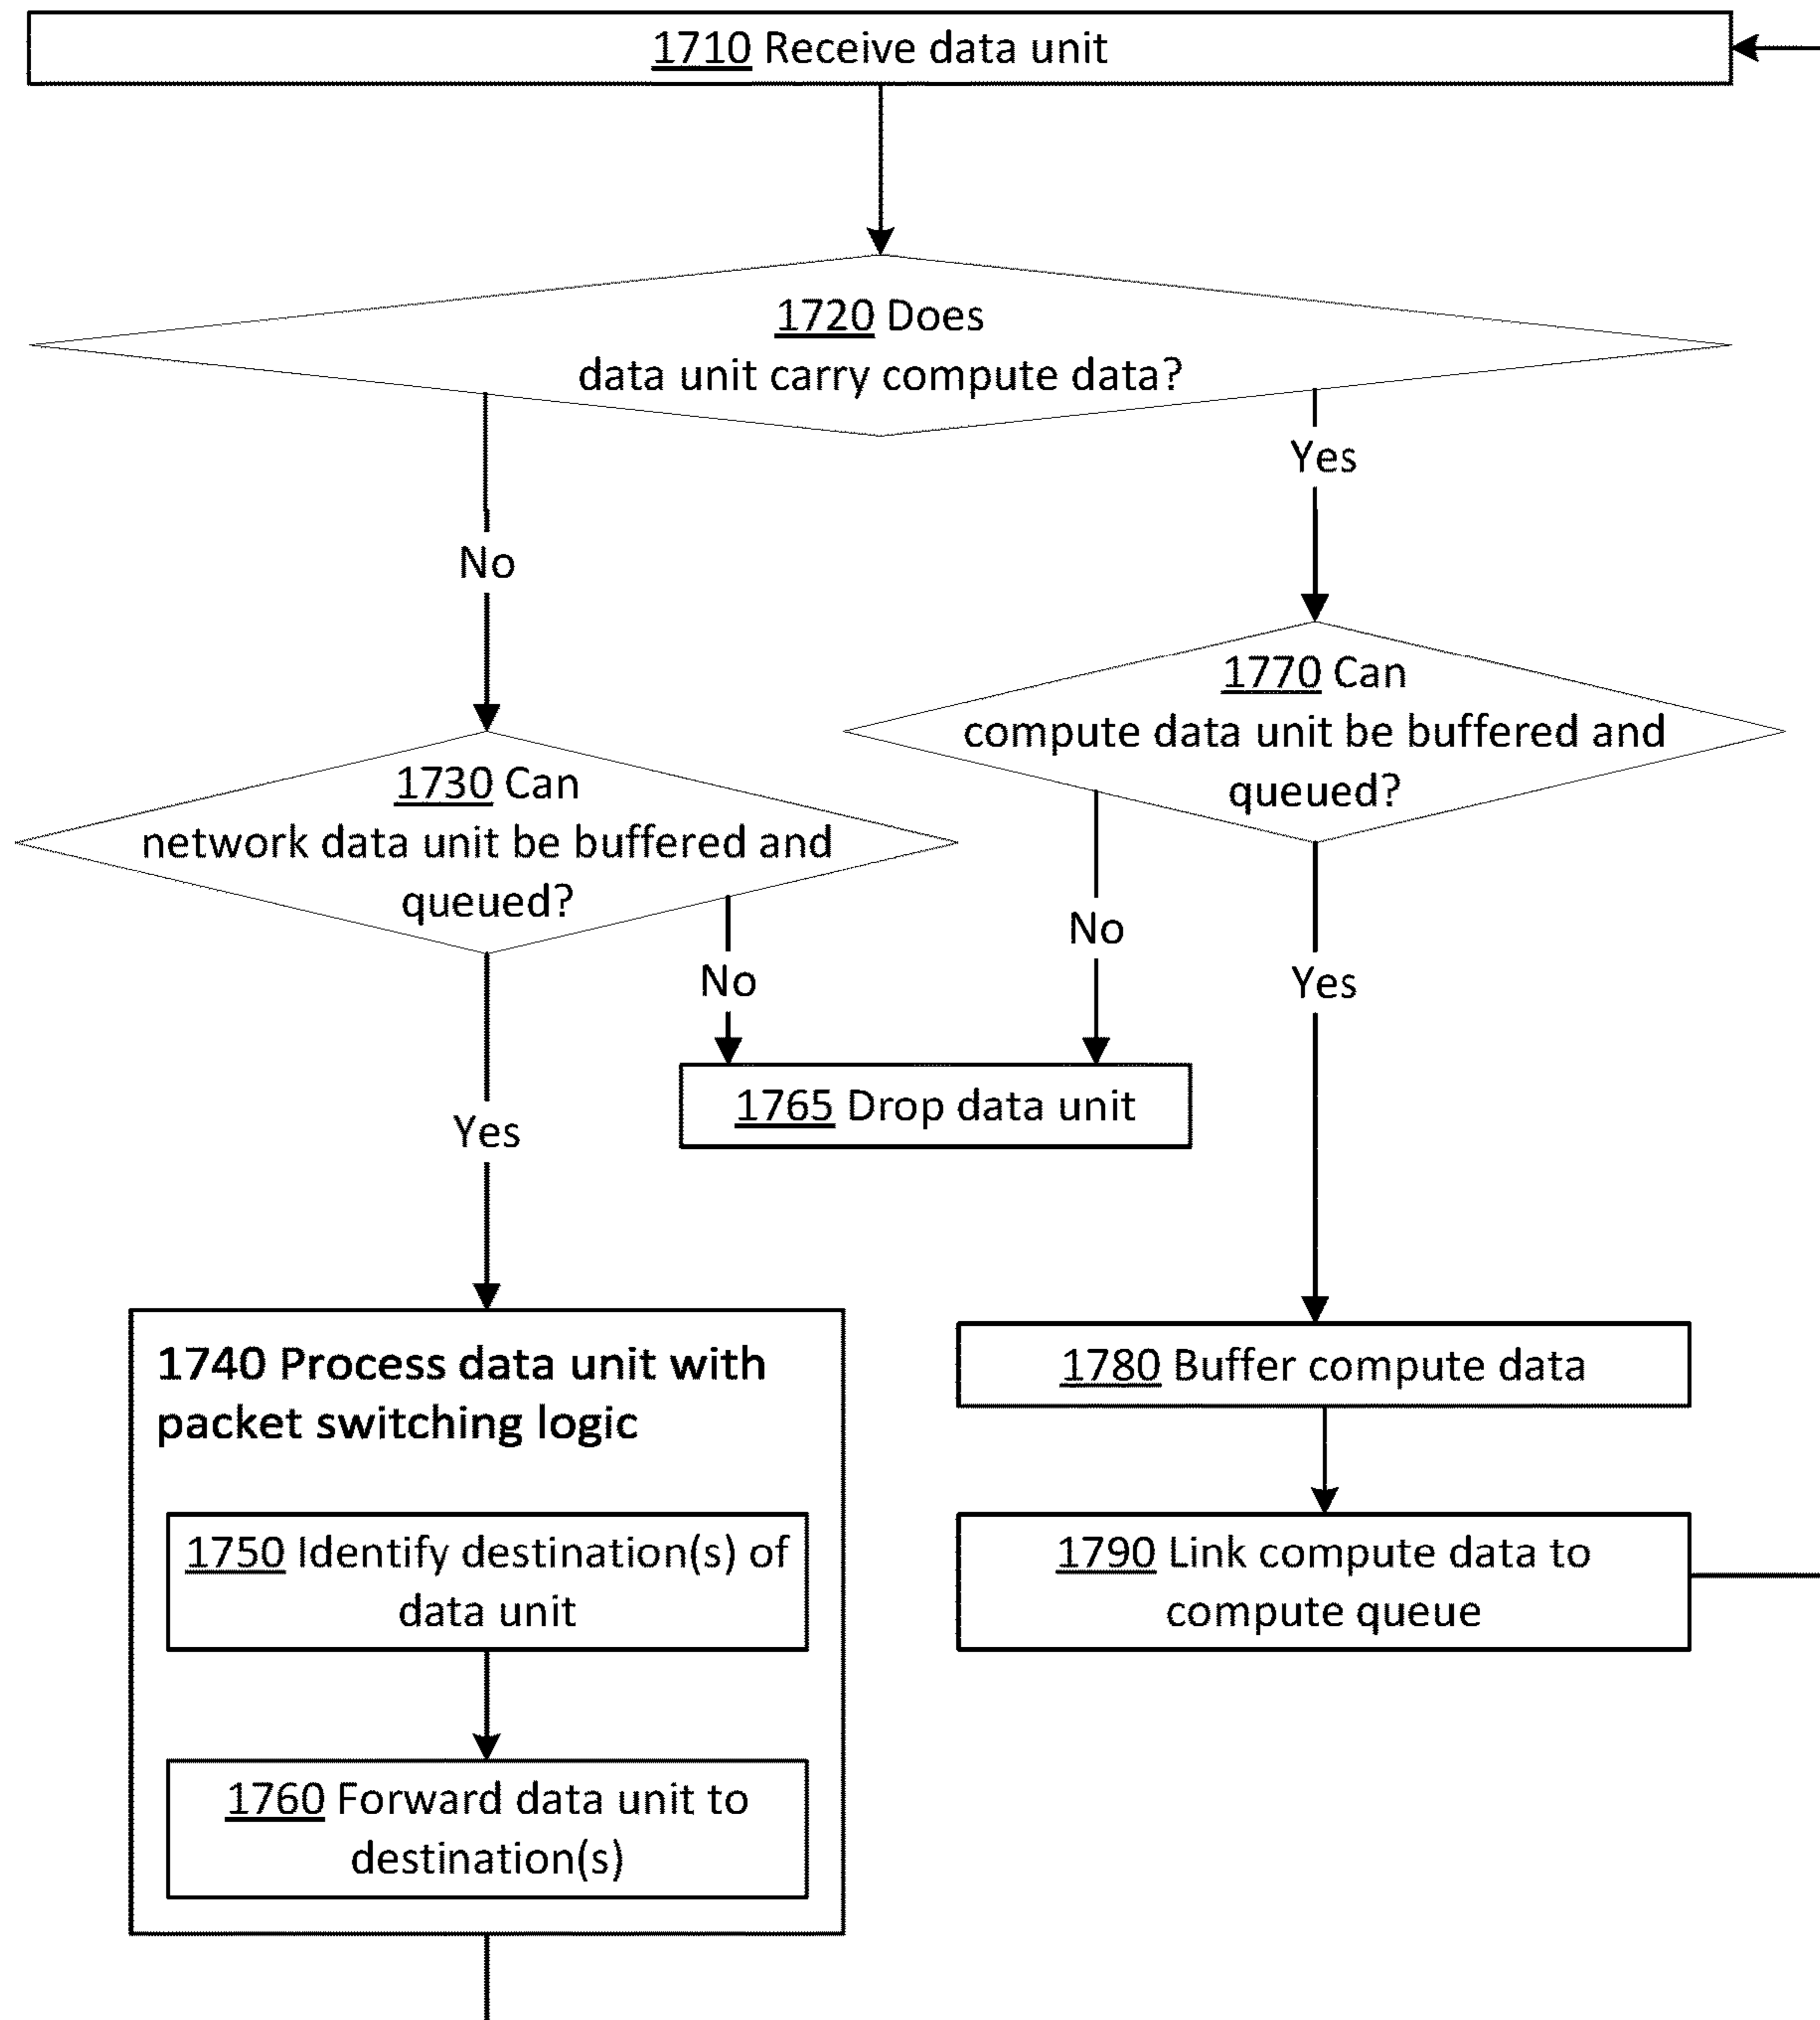 1710 Receive data unit
1720 Does
data unit carry compute data?
Yes
No
1770 Can
compute data unit be buffered and
queued?
1730 Can
network data unit be buffered and
queued?
No
No
Yes
Yes
1765 Drop data unit
1740 Process data unit with
packet switching logic
1750 Identify destination(s) of
data unit
1760 Forward data unit to
destination(s)
1780 Buffer compute data
1790 Link compute data to
compute queue